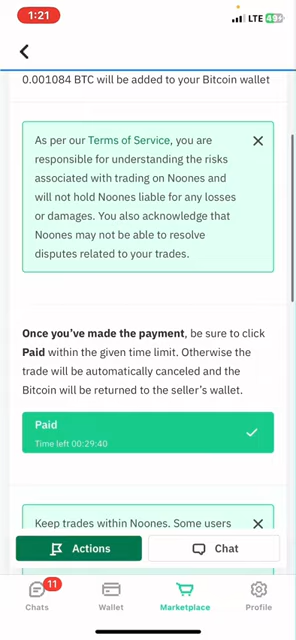 1:21
LTE 49
0.001084 BTC will be added to your Bitcoin wallet
As per our Terms of Service, you are
responsible for understanding the risks
associated with trading on Noones and
will not hold Noones liable for any losses
or damages. You also acknowledge that
Noones may not be able to resolve
disputes related to your trades.
Once you've made the payment, be sure to click
Paid within the given time limit. Otherwise the
trade will be automatically canceled and the
Bitcoin will be returned to the seller's wallet.
Paid
Time left 00:29:40
Keep trades within Noones. Some users
Actions
Chat
11
Chats
Wallet
Marketplace
Profile